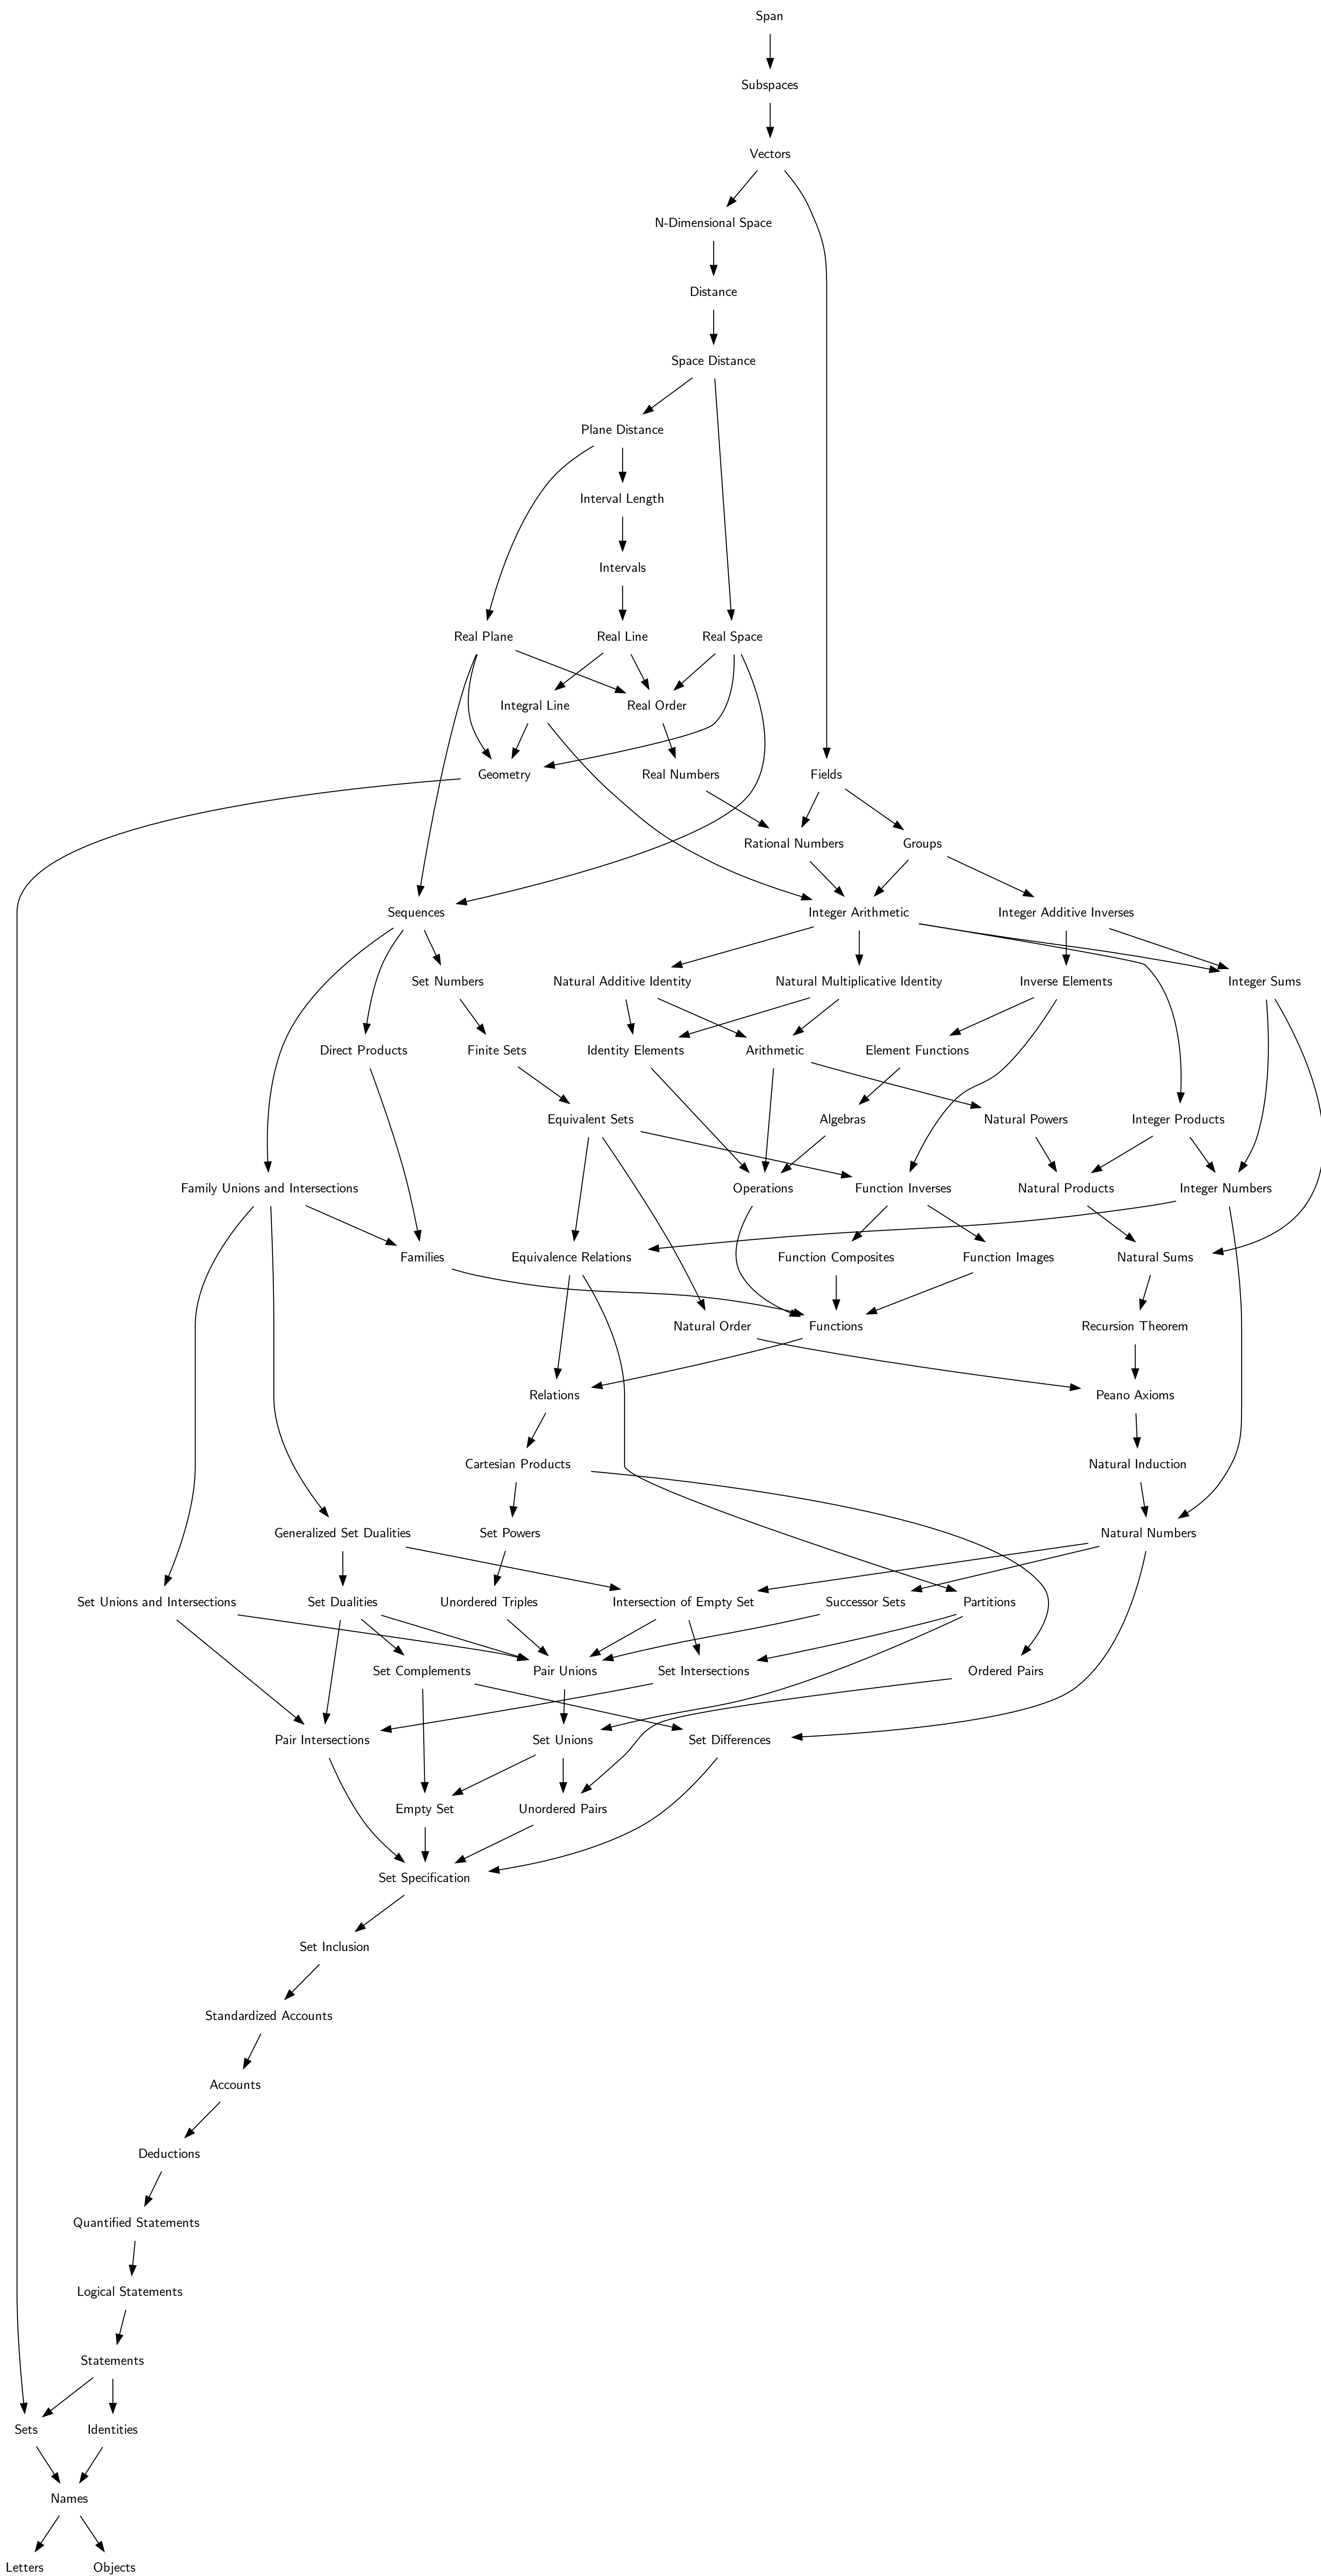 Span
Subspaces
Vectors
N-Dimensional Space
Distance
Space Distance
Plane Distance
Interval Length
Intervals
Real Plane
Real Line
Real Space
Integral Line
Real Order
Geometry
Real Numbers
Fields
Rational Numbers
Groups
Sequences
Integer Arithmetic
Integer Additive Inverses
Set Numbers
Natural Additive Identity
Natural Multiplicative Identity
Inverse Elements
Integer Sums
Direct Products
Finite Sets
Identity Elements
Arithmetic
Element Functions
Equivalent Sets
Algebras
Natural Powers
Integer Products
Family Unions and Intersections
Operations
Function Inverses
Natural Products
Integer Numbers
Families
Equivalence Relations
Function Composites
Function Images
Natural Sums
Natural Order
Functions
Recursion Theorem
Relations
Peano Axioms
Cartesian Products
Natural Induction
Generalized Set Dualities
Set Powers
Natural Numbers
Set Unions and Intersections
Set Dualities
Unordered Triples
Intersection of Empty Set
Successor Sets
Partitions
Set Complements
Pair Unions
Set Intersections
Ordered Pairs
Pair Intersections
Set Unions
Set Differences
Empty Set
Unordered Pairs
Set Specification
Set Inclusion
Standardized Accounts
Accounts
Deductions
Quantified Statements
Logical Statements
Statements
Sets
Identities
Names
Letters
Objects